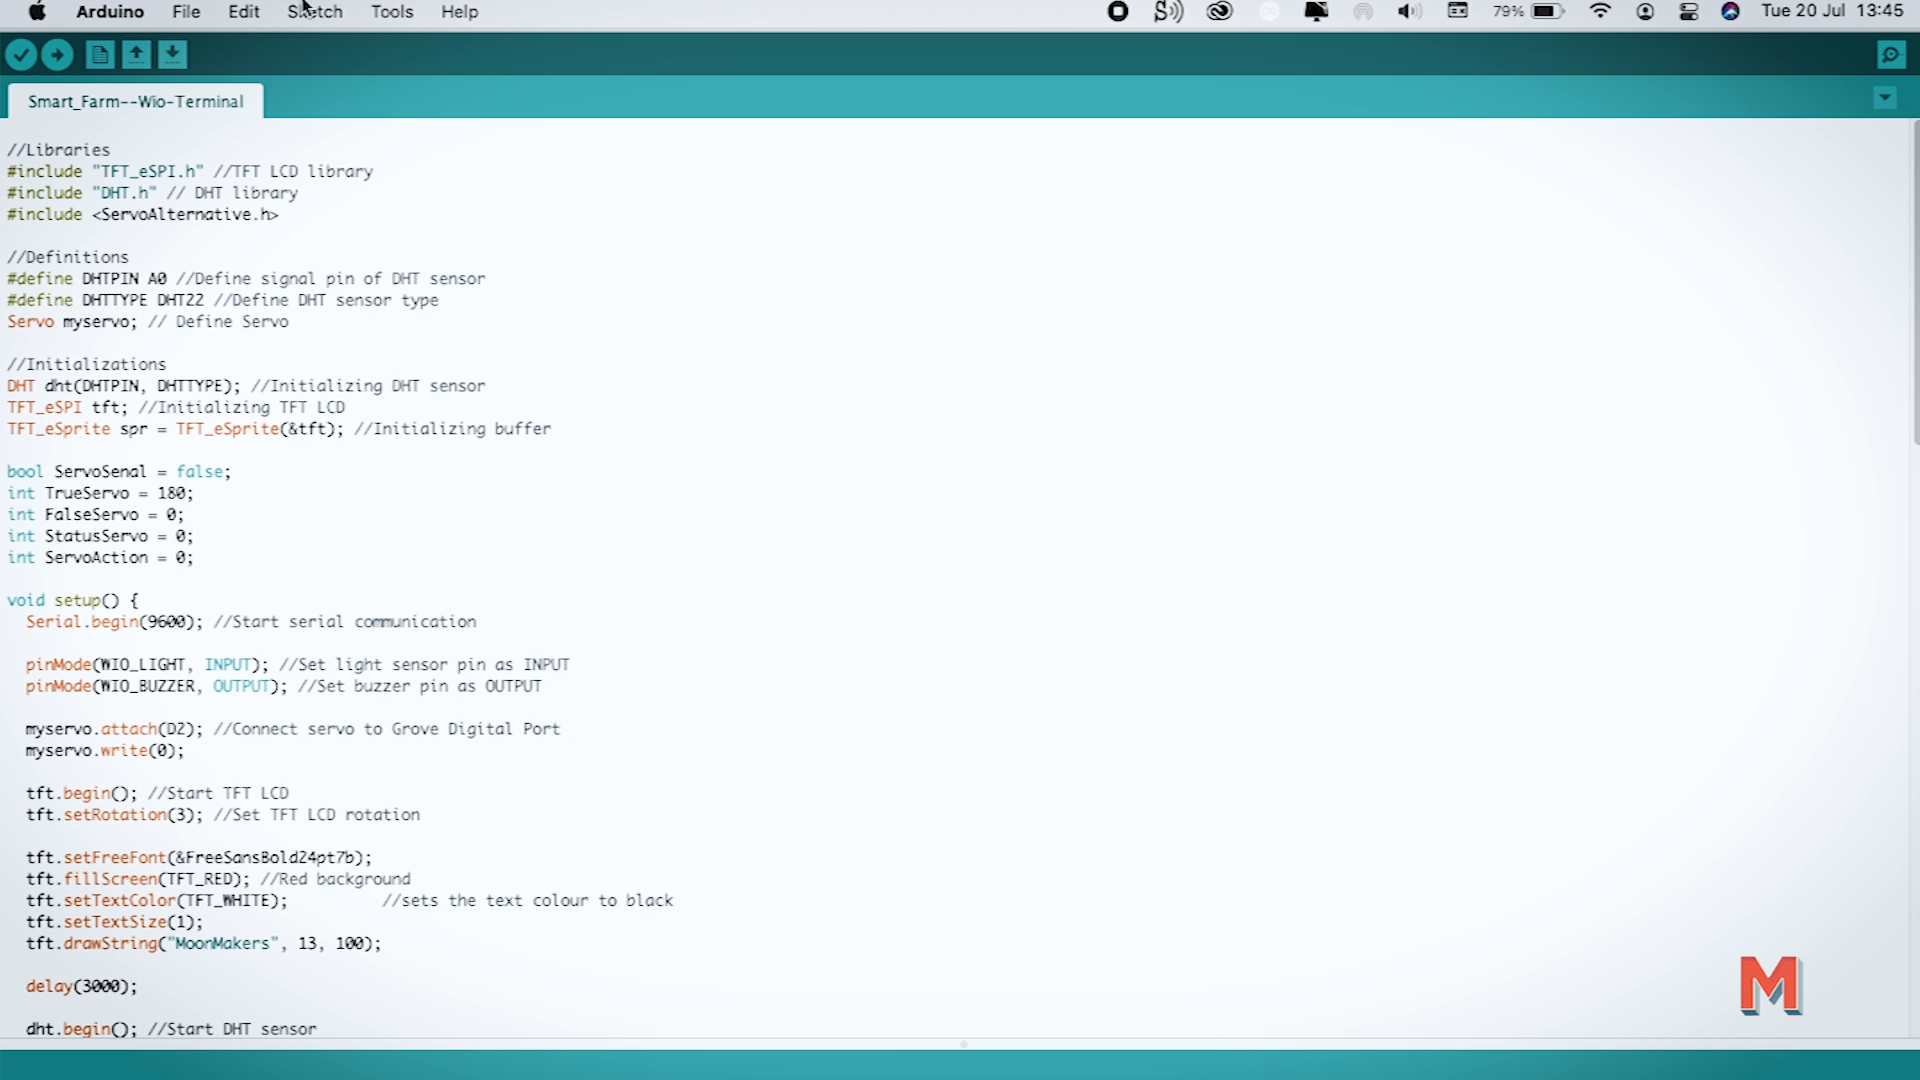 Arduino File Edit Sketch Tools Help 79% Tue 20 Jul 13:45
Smart_Farm--Wio-Terminal
//Libraries
#include "TFT_eSPI.h" //TFT LCD library
#include "DHT.h" // DHT library
#include <ServoAlternative.h>
//Definitions
#define DHTPIN A0 //Define signal pin of DHT sensor
#define DHTTYPE DHT22 //Define DHT sensor type
Servo myservo; // Define Servo
//Initializations
DHT dht(DHTPIN, DHTTYPE); //Initializing DHT sensor
TFT_eSPI tft; //Initializing TFT LCD
TFT_eSprite spr = TFT_eSprite(&tft); //Initializing buffer
bool ServoSenal = false;
int TrueServo = 180;
int FalseServo = 0;
int StatusServo = 0;
int ServoAction = 0;
void setup() {
Serial.begin(9600); //Start serial communication
pinMode(WIO_LIGHT, INPUT); //Set light sensor pin as INPUT
pinMode(WIO_BUZZER, OUTPUT); //Set buzzer pin as OUTPUT
myservo.attach(D2); //Connect servo to Grove Digital Port
myservo.write(0);
tft.begin(); //Start TFT LCD
tft.setRotation(3); //Set TFT LCD rotation
tft.setFreeFont(&FreeSansBold24pt7b);
tft.fillScreen(TFT_RED); //Red background
tft.setTextColor(TFT_WHITE); //sets the text colour to black
tft.setTextSize(1);
tft.drawString("MoonMakers", 13, 100);
delay(3000);
dht.begin(); //Start DHT sensor
M